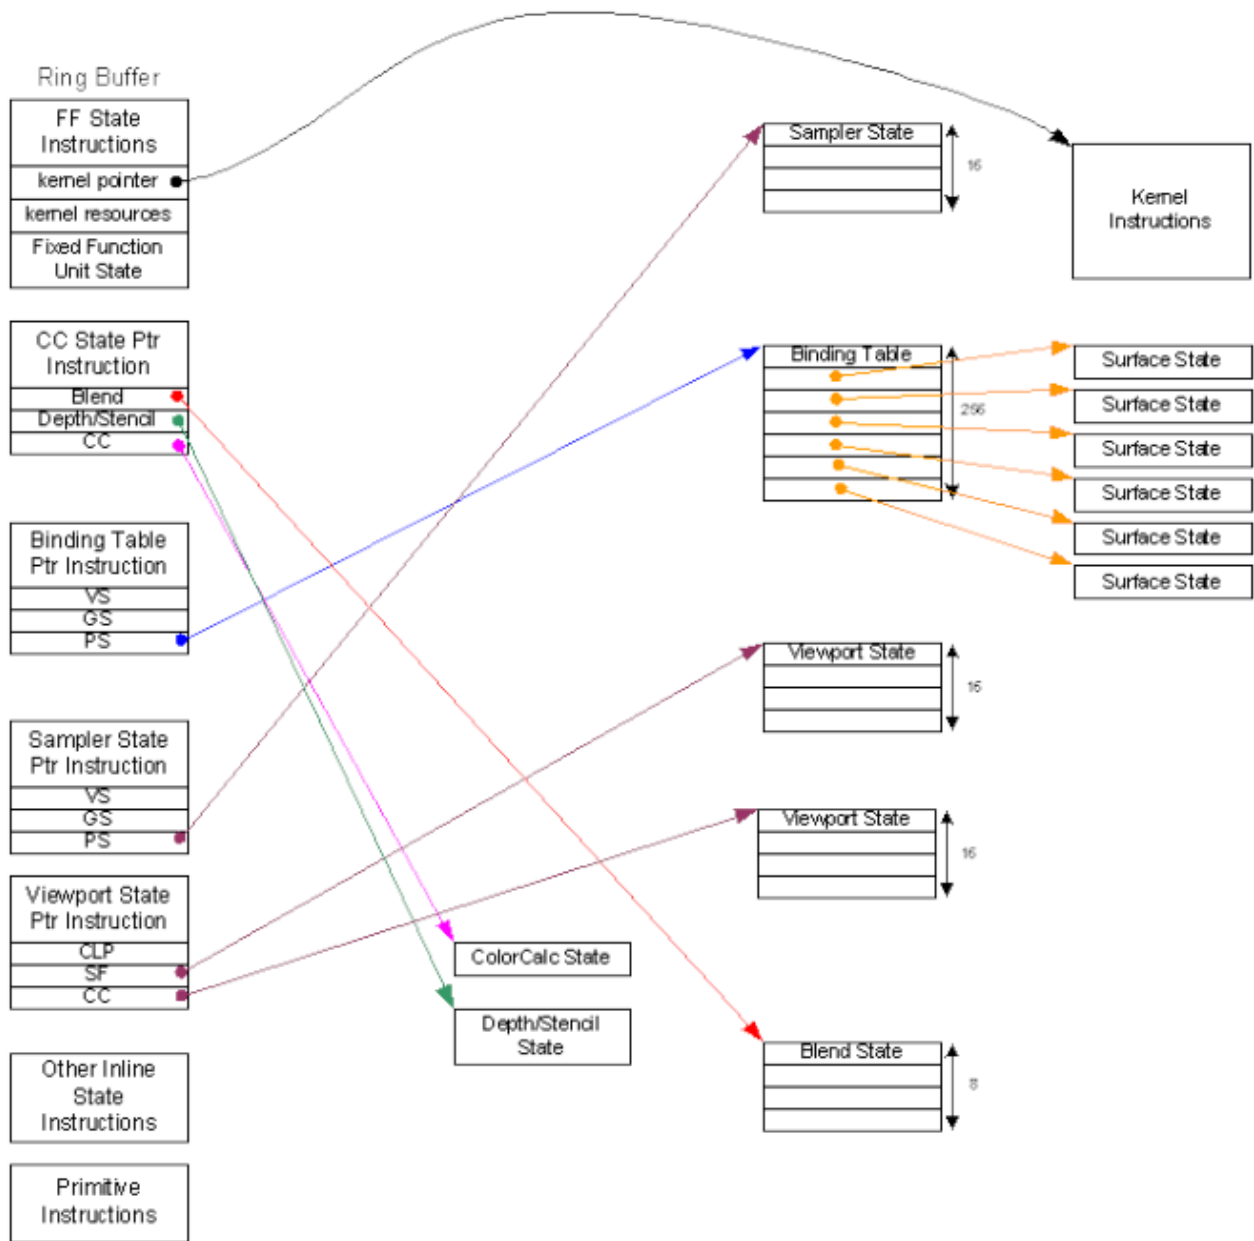 Ring Buffer
FF State
Instructions
kernel pointer
kernel resources
Fixed Function
Unit State
CC State Ptr
Instruction
Blend
Depth/Stencil
CC
Binding Table
Ptr Instruction
VS
GS
PS
Sampler State
Ptr Instruction
VS
GS
PS
Viewport State
Ptr Instruction
CLP
SF
CC
Other Inline
State
Instructions
Primitive
Instructions
ColorCalc State
Depth/Stencil
State
Sampler State
16
Binding Table
256
Viewport State
16
Viewport State
16
Blend State
8
Kernel
Instructions
Surface State
Surface State
Surface State
Surface State
Surface State
Surface State